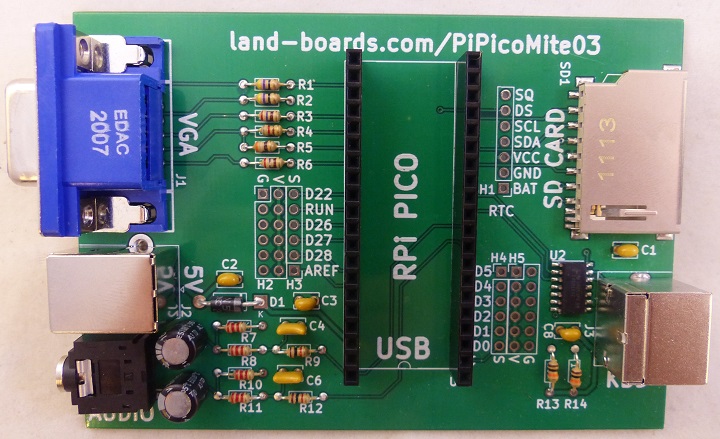 land-boards.com/PiPicoMite03
EDAC
2007
VGA
J1
R1
R2
R3
R4
R5
R6
G V S
D22
RUN
D26
D27
D28
AREF
H2 H3
RPi PICO
USB
SQ
DS
SCL
SDA
VCC
GND
H1 BAT
RTC
SD1
SD CARD
1113
C1
U2
H4 H5
D5
D4
D3
D2
D1
D0
S V G
C8
J3
R13 R14
5V
C2
D1
K
C3
C4
R7
R8
R9
R10
C6
R11
R12
AUDIO